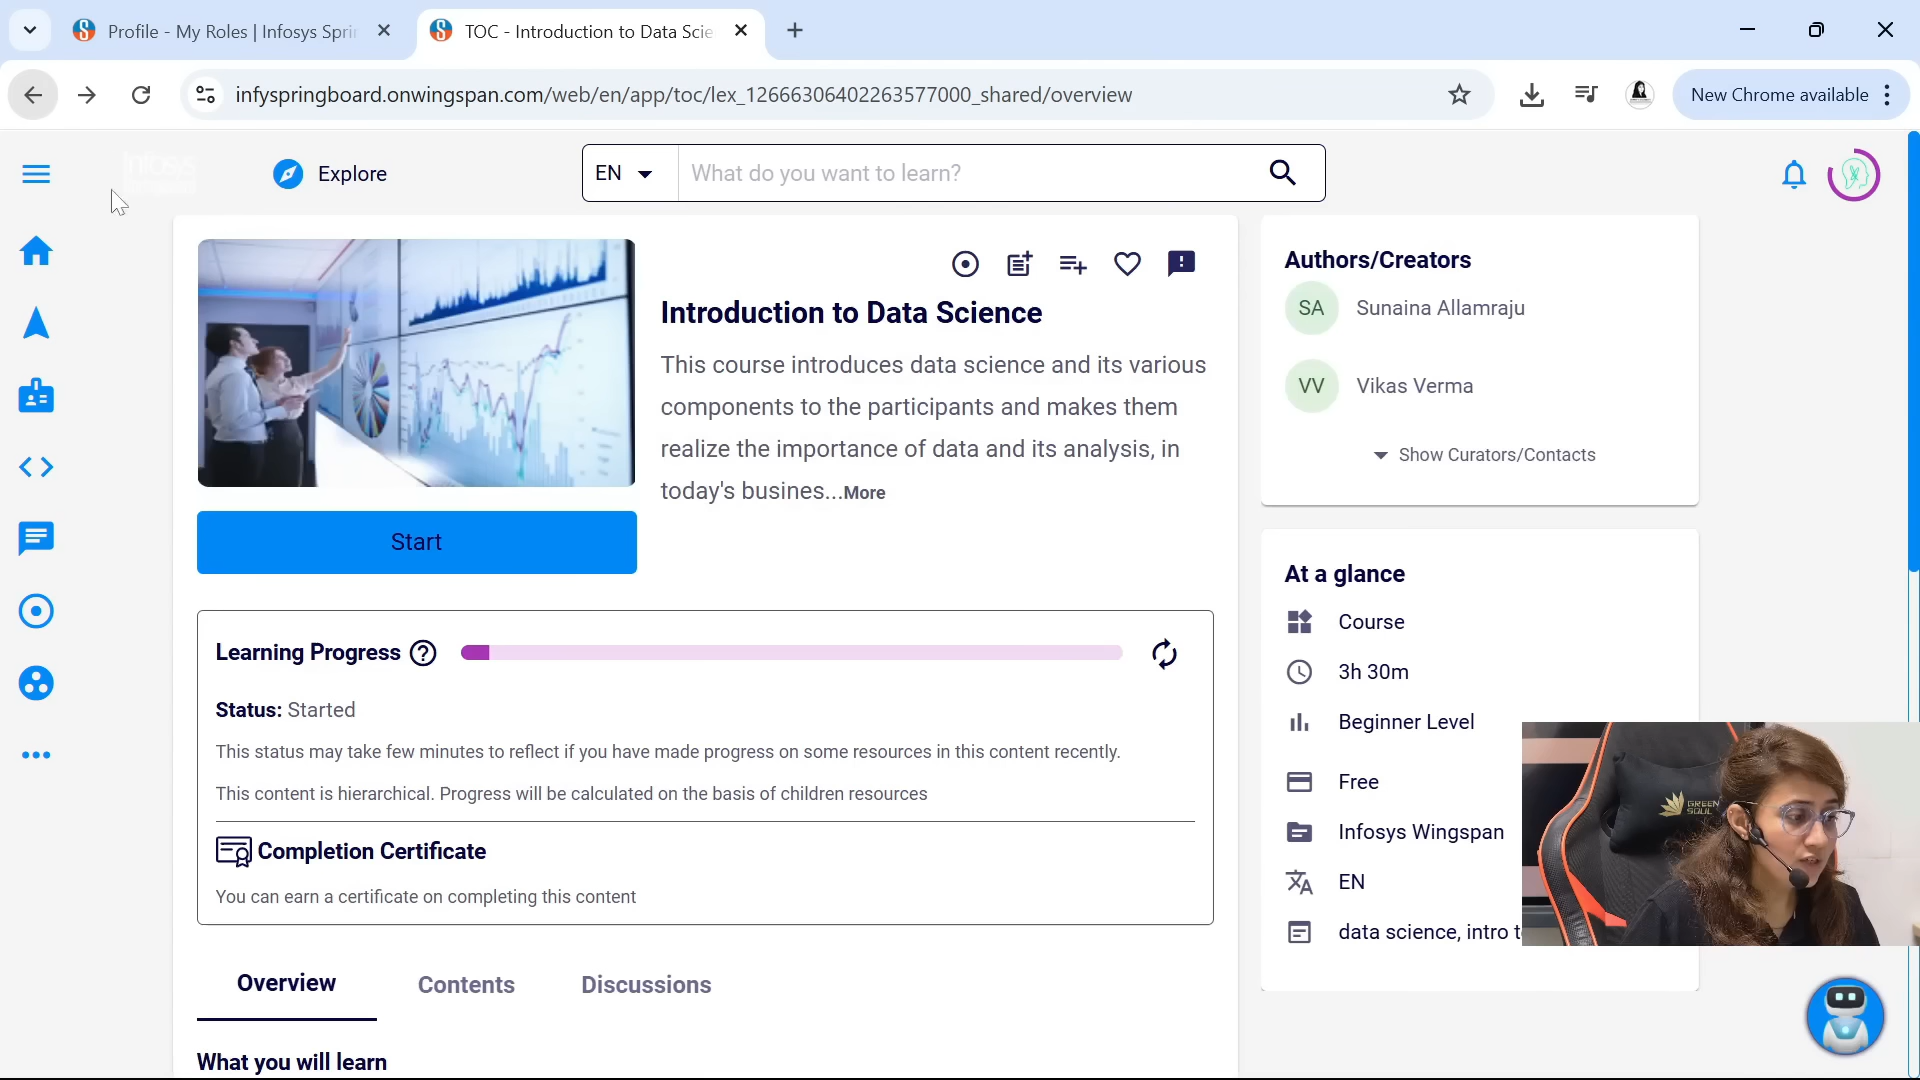 Profile - My Roles | Infosys Spri
TOC - Introduction to Data Scie
infyspringboard.onwingspan.com/web/en/app/toc/lex_12666306402263577000_shared/overview
New Chrome available
Infosys
Explore
EN
What do you want to learn?
Introduction to Data Science
This course introduces data science and its various
components to the participants and makes them
realize the importance of data and its analysis, in
today's busines...More
Start
Learning Progress
Status: Started
This status may take few minutes to reflect if you have made progress on some resources in this content recently.
This content is hierarchical. Progress will be calculated on the basis of children resources
Completion Certificate
You can earn a certificate on completing this content
Overview
Contents
Discussions
What you will learn
Authors/Creators
SA
Sunaina Allamraju
VV
Vikas Verma
Show Curators/Contacts
At a glance
Course
3h 30m
Beginner Level
Free
Infosys Wingspan
EN
data science, intro t
GREEN
SOUL